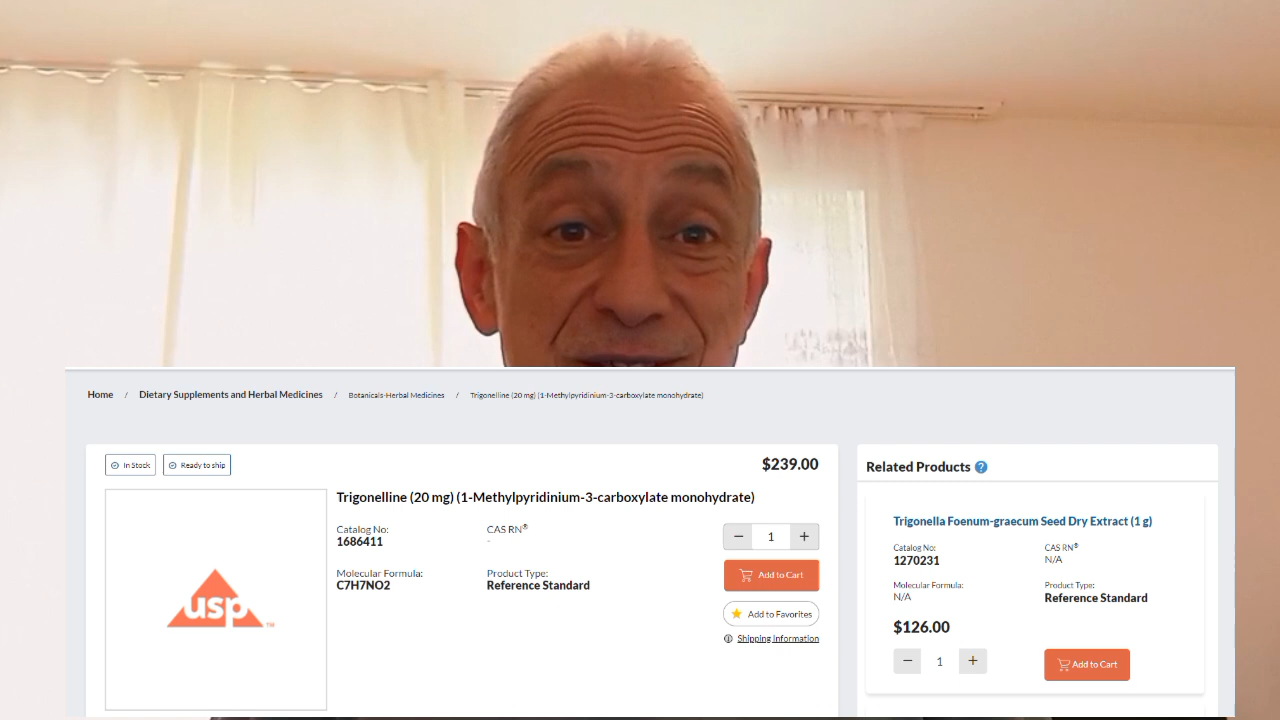 Home / Dietary Supplements and Herbal Medicines / Botanicals-Herbal Medicines / Trigonelline (20 mg) (1-Methylpyridinium-3-carboxylate monohydrate)
In Stock Ready to ship
$239.00
usp™
Trigonelline (20 mg) (1-Methylpyridinium-3-carboxylate monohydrate)
Catalog No: CAS RN®
1686411 -
Molecular Formula: Product Type:
C7H7NO2 Reference Standard
− 1 +
Add to Cart
Add to Favorites
Shipping Information
Related Products ?
Trigonella Foenum-graecum Seed Dry Extract (1 g)
Catalog No: CAS RN®
1270231 N/A
Molecular Formula: Product Type:
N/A Reference Standard
$126.00
− 1 + Add to Cart